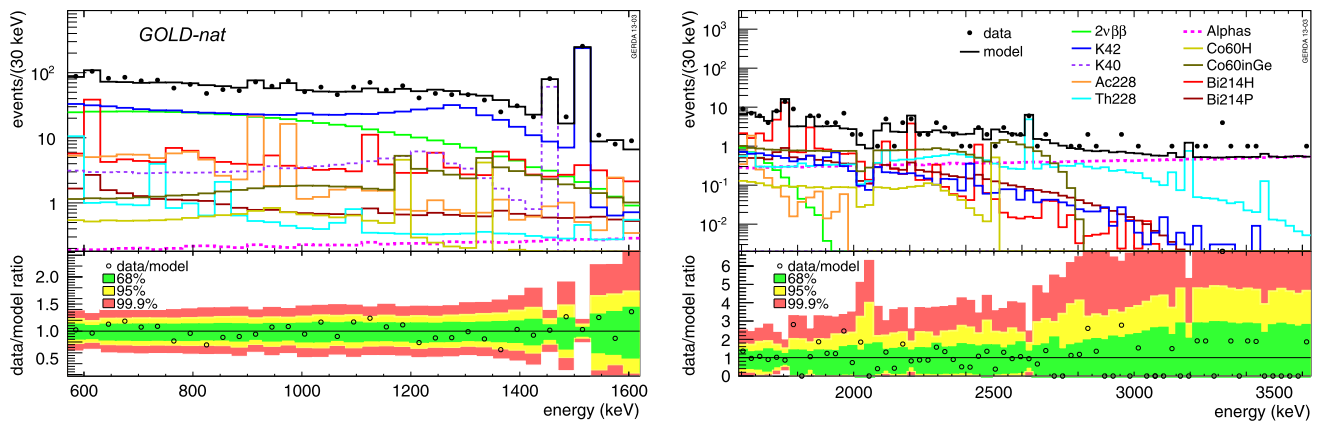 GOLD-nat
GERDA 13-03
events/(30 keV)
10²
10
1
data/model
68%
95%
99.9%
data/model ratio
2.0
1.5
1.0
0.5
600 800 1000 1200 1400 1600
energy (keV)
GERDA 13-03
events/(30 keV)
10³
10²
10
1
10⁻¹
10⁻²
data
model
2νββ
K42
K40
Ac228
Th228
Alphas
Co60H
Co60inGe
Bi214H
Bi214P
data/model
68%
95%
99.9%
data/model ratio
6
5
4
3
2
1
0
2000 2500 3000 3500
energy (keV)